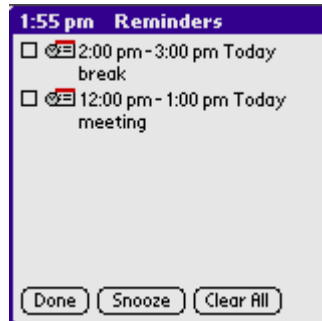 1:55 pm Reminders
2:00 pm - 3:00 pm Today
break
12:00 pm - 1:00 pm Today
meeting
Done Snooze Clear All